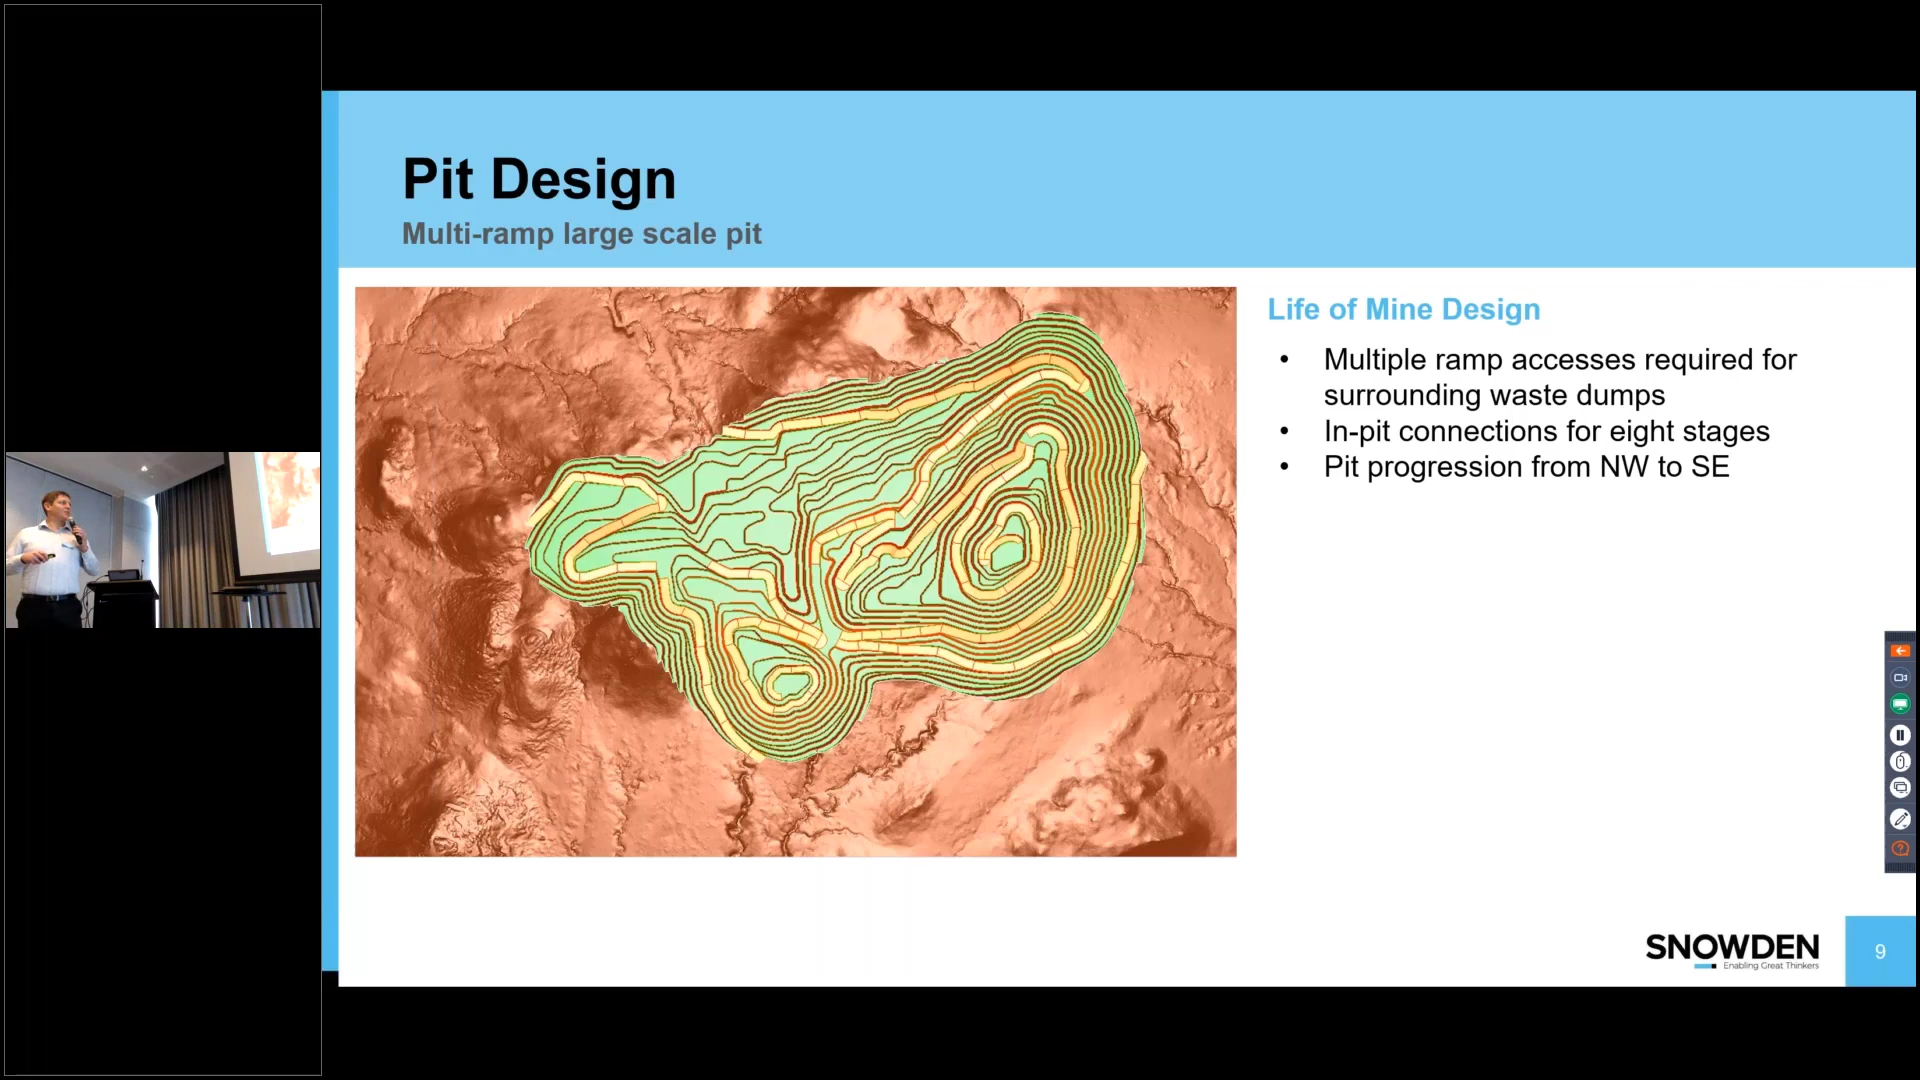 Pit Design
Multi-ramp large scale pit
Life of Mine Design
• Multiple ramp accesses required for
surrounding waste dumps
• In-pit connections for eight stages
• Pit progression from NW to SE
SNOWDEN
Enabling Great Thinkers
9